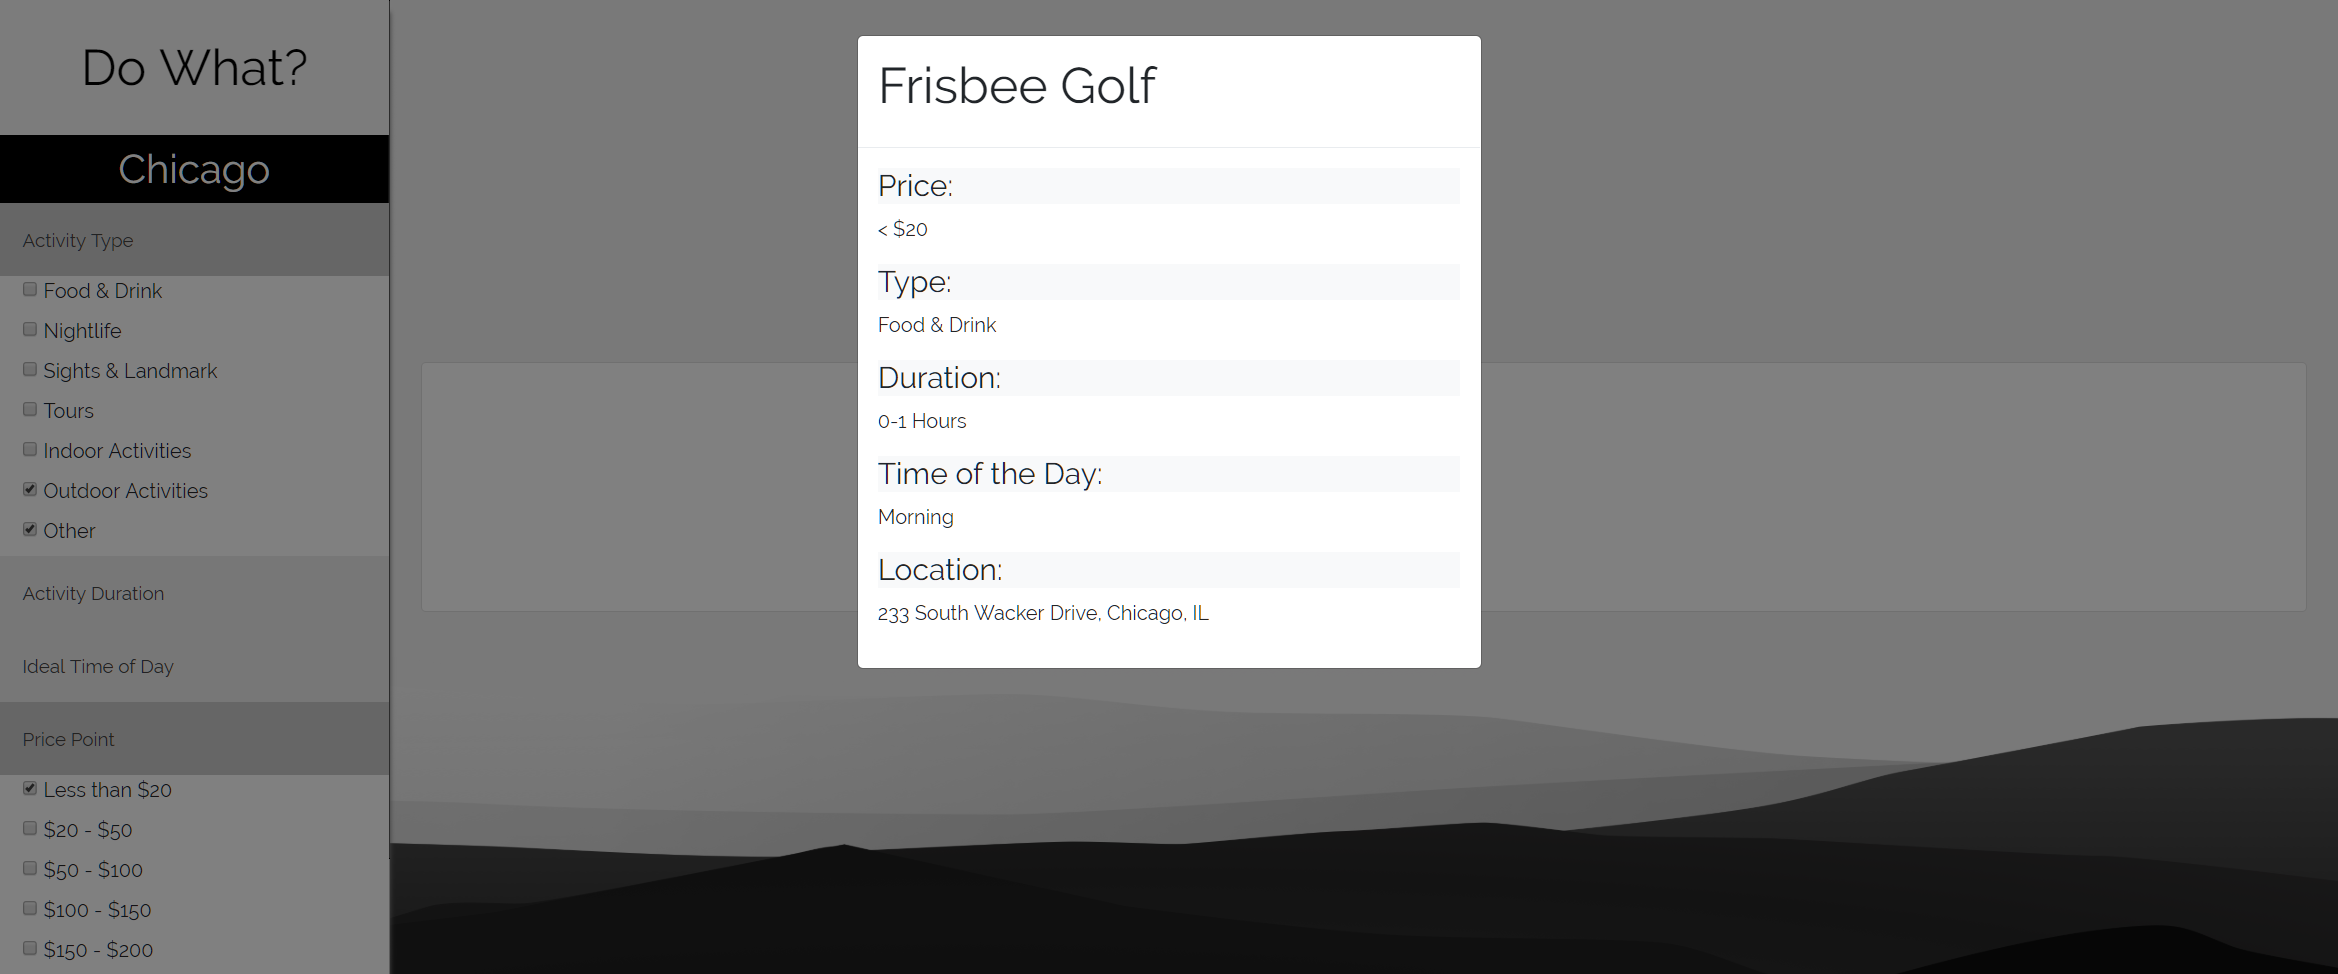 Do What?
Chicago
Activity Type
Food & Drink
Nightlife
Sights & Landmark
Tours
Indoor Activities
Outdoor Activities
Other
Activity Duration
Ideal Time of Day
Price Point
Less than $20
$20 - $50
$50 - $100
$100 - $150
$150 - $200
Frisbee Golf
Price:
< $20
Type:
Food & Drink
Duration:
0-1 Hours
Time of the Day:
Morning
Location:
233 South Wacker Drive, Chicago, IL